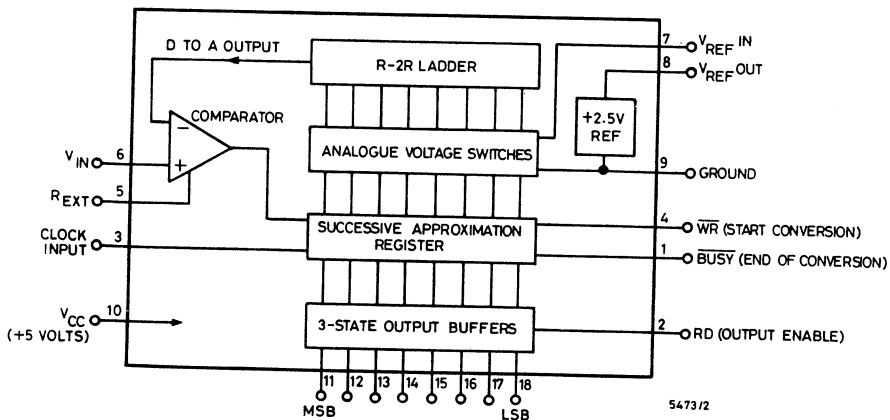 D TO A OUTPUT
R-2R LADDER
7
V_REF IN
8
V_REF OUT
+2.5V
REF
COMPARATOR
−
+
ANALOGUE VOLTAGE SWITCHES
V_IN
6
9
GROUND
R_EXT
5
SUCCESSIVE APPROXIMATION
REGISTER
4
W̅R̅ (START CONVERSION)
CLOCK
INPUT
3
1
B̅U̅S̅Y̅ (END OF CONVERSION)
V_CC
(+5 VOLTS)
10
3-STATE OUTPUT BUFFERS
2
RD (OUTPUT ENABLE)
11 12 13 14 15 16 17 18
MSB
LSB
5473/2